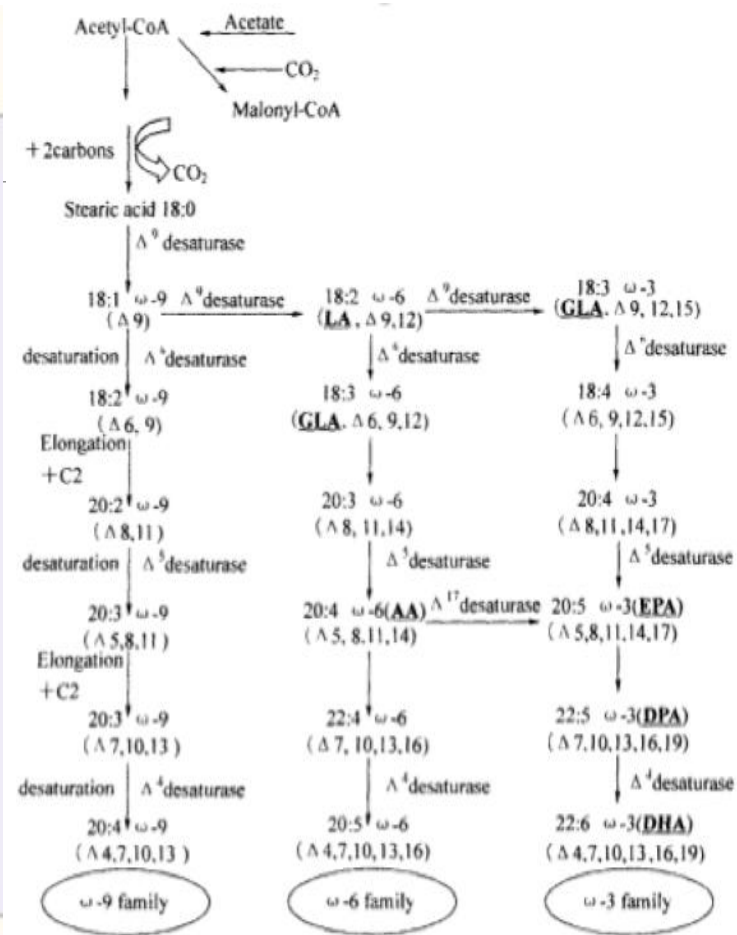 Acetyl-CoA
Acetate
CO₂
Malonyl-CoA
+2carbons
CO₂
Stearic acid 18:0
Δ⁹ desaturase
18:1 ω-9
(Δ9)
Δ⁹desaturase
18:2 ω-6
(LA, Δ9,12)
Δ⁹desaturase
18:3 ω-3
(GLA, Δ9, 12,15)
desaturation
Δ⁶desaturase
Δ⁶desaturase
desaturase
18:2 ω-9
(Δ6, 9)
18:3 ω-6
(GLA, Δ6, 9,12)
18:4 ω-3
(Δ6, 9,12,15)
Elongation
+C2
20:2 ω-9
(Δ8,11)
20:3 ω-6
(Δ8, 11,14)
20:4 ω-3
(Δ8,11,14,17)
desaturation
Δ⁵desaturase
Δ⁵desaturase
Δ⁵desaturase
20:3 ω-9
(Δ5,8,11)
20:4 ω-6(AA)
(Δ5, 8,11,14)
Δ¹⁷desaturase
20:5 ω-3(EPA)
(Δ5,8,11,14,17)
Elongation
+C2
20:3 ω-9
(Δ7,10,13 )
22:4 ω-6
(Δ7, 10,13,16)
22:5 ω-3(DPA)
(Δ7,10,13,16,19)
desaturation
Δ⁴desaturase
Δ⁴desaturase
Δ⁴desaturase
20:4 ω-9
(Δ4,7,10,13 )
20:5 ω-6
(Δ4,7,10,13,16)
22:6 ω-3(DHA)
(Δ4,7,10,13,16,19)
ω-9 family
ω-6 family
ω-3 family